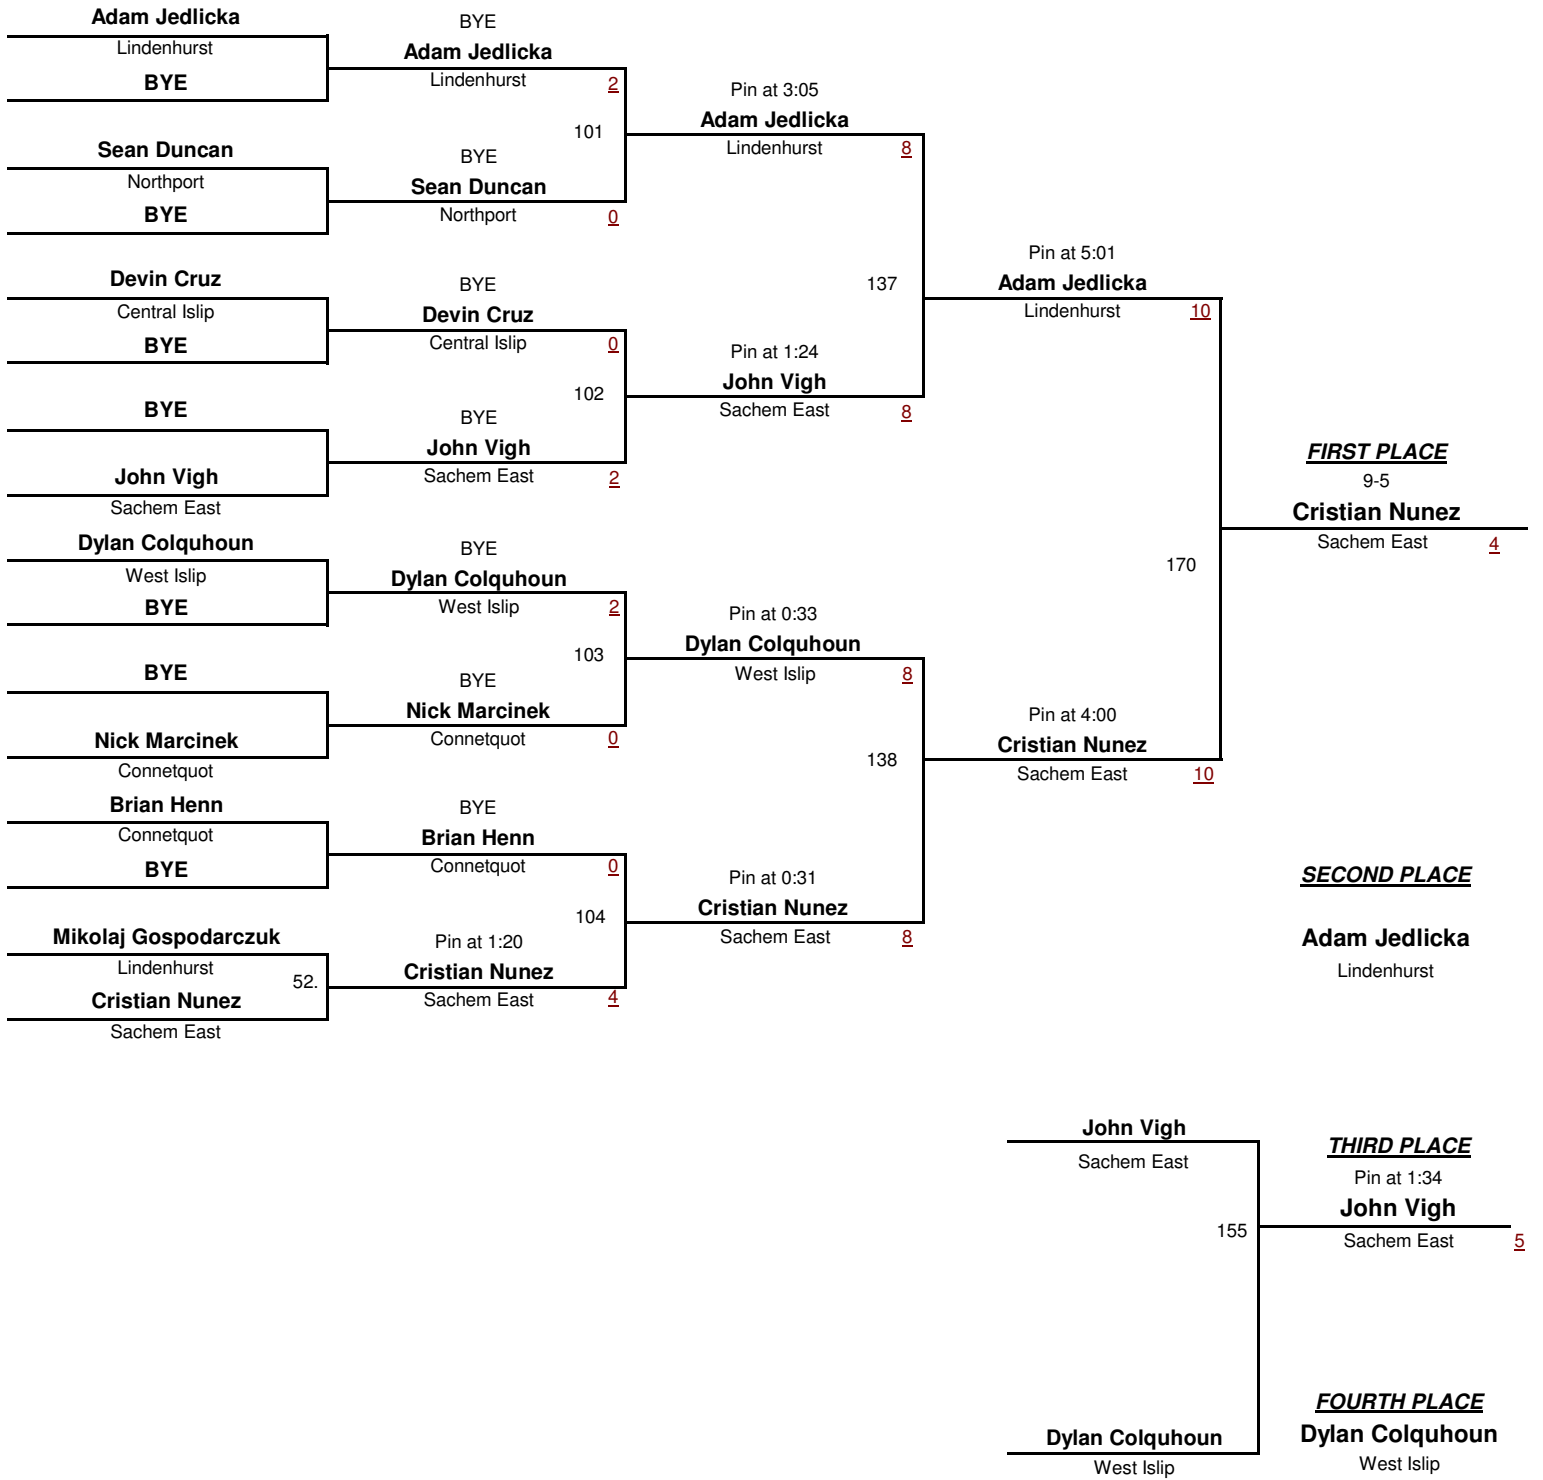 Adam Jedlicka
Lindenhurst
BYE
Sean Duncan
Northport
BYE
Devin Cruz
Central Islip
BYE
BYE
John Vigh
Sachem East
Dylan Colquhoun
West Islip
BYE
BYE
Nick Marcinek
Connetquot
Brian Henn
Connetquot
BYE
Mikolaj Gospodarczuk
Lindenhurst
52.
Cristian Nunez
Sachem East
BYE
Adam Jedlicka
Lindenhurst
2
101
BYE
Sean Duncan
Northport
0
BYE
Devin Cruz
Central Islip
0
102
BYE
John Vigh
Sachem East
2
BYE
Dylan Colquhoun
West Islip
2
103
BYE
Nick Marcinek
Connetquot
0
BYE
Brian Henn
Connetquot
0
104
Pin at 1:20
Cristian Nunez
Sachem East
4
Pin at 3:05
Adam Jedlicka
Lindenhurst
8
137
Pin at 1:24
John Vigh
Sachem East
8
Pin at 0:33
Dylan Colquhoun
West Islip
8
138
Pin at 0:31
Cristian Nunez
Sachem East
8
Pin at 5:01
Adam Jedlicka
Lindenhurst
10
170
Pin at 4:00
Cristian Nunez
Sachem East
10
FIRST PLACE
9-5
Cristian Nunez
Sachem East
4
SECOND PLACE
Adam Jedlicka
Lindenhurst
John Vigh
Sachem East
155
Dylan Colquhoun
West Islip
THIRD PLACE
Pin at 1:34
John Vigh
Sachem East
5
FOURTH PLACE
Dylan Colquhoun
West Islip